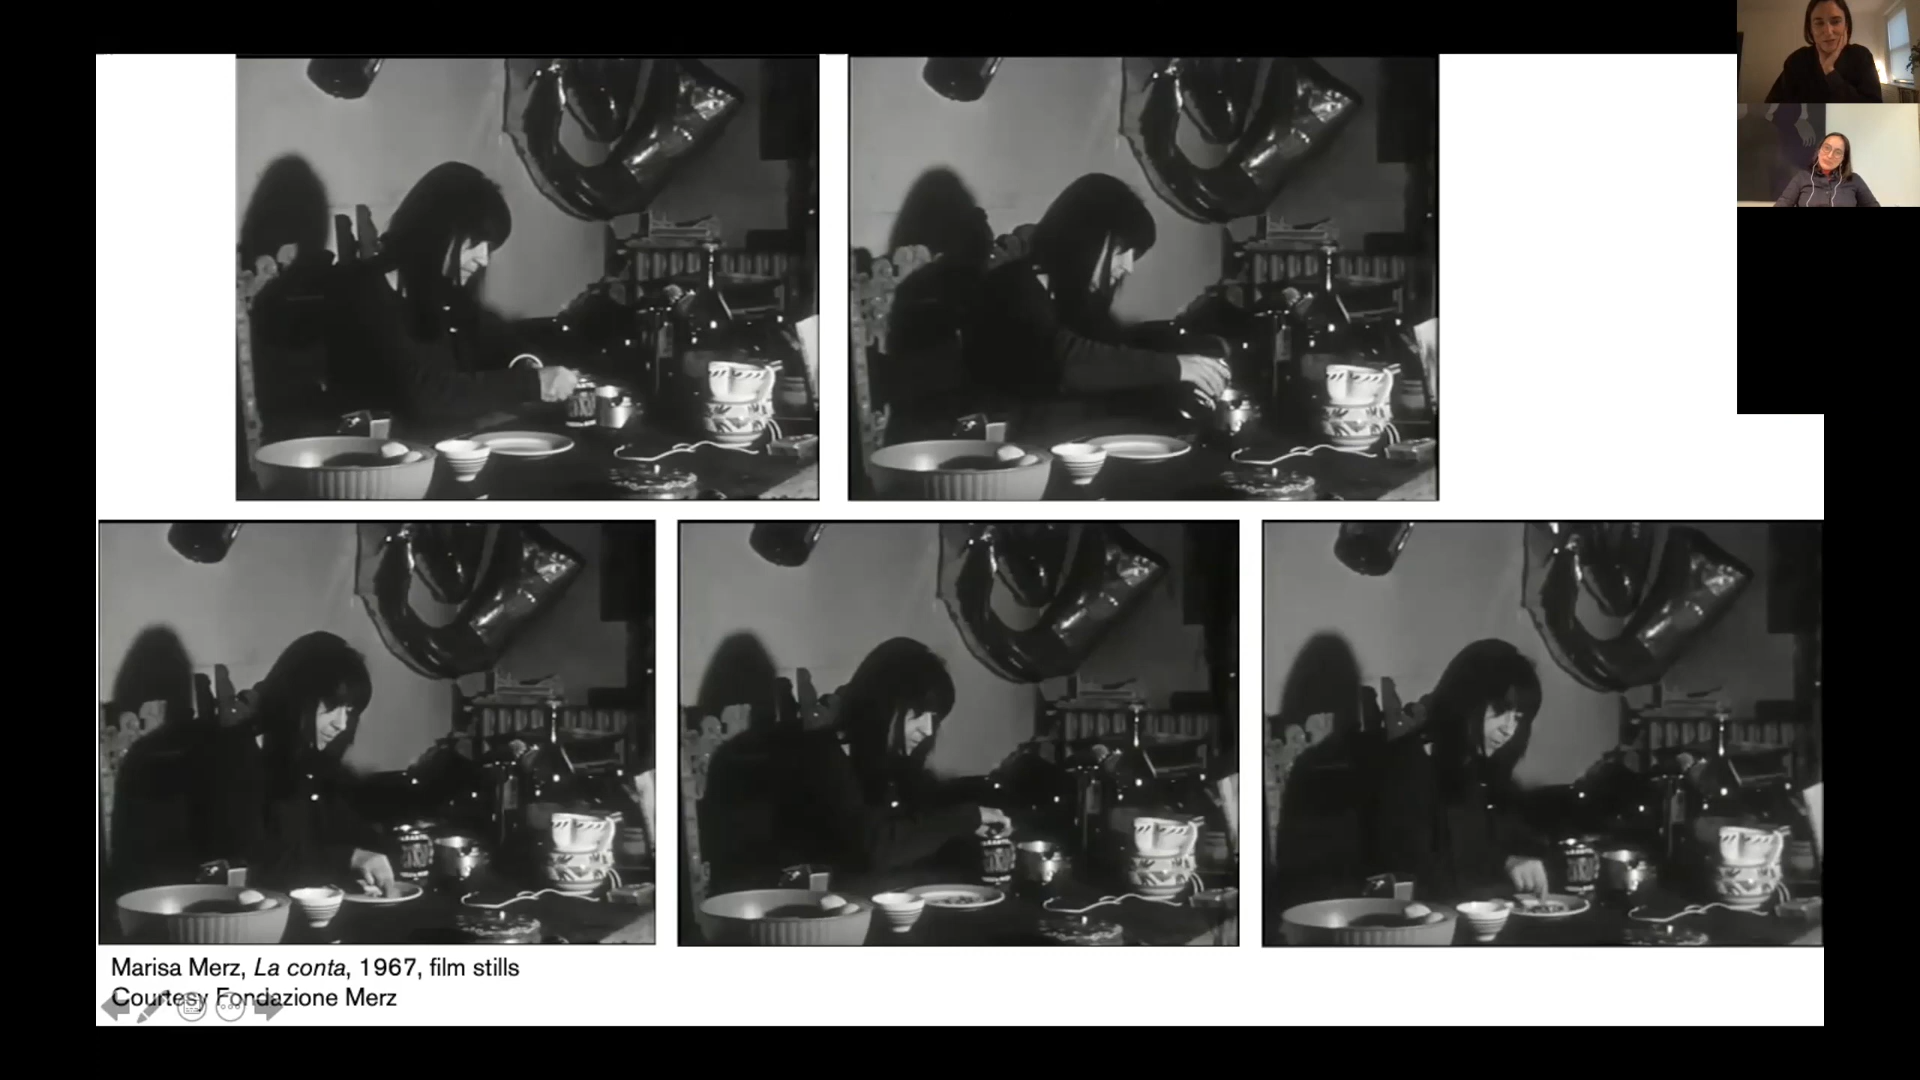 Marisa Merz, La conta, 1967, film stills
Courtesy Fondazione Merz